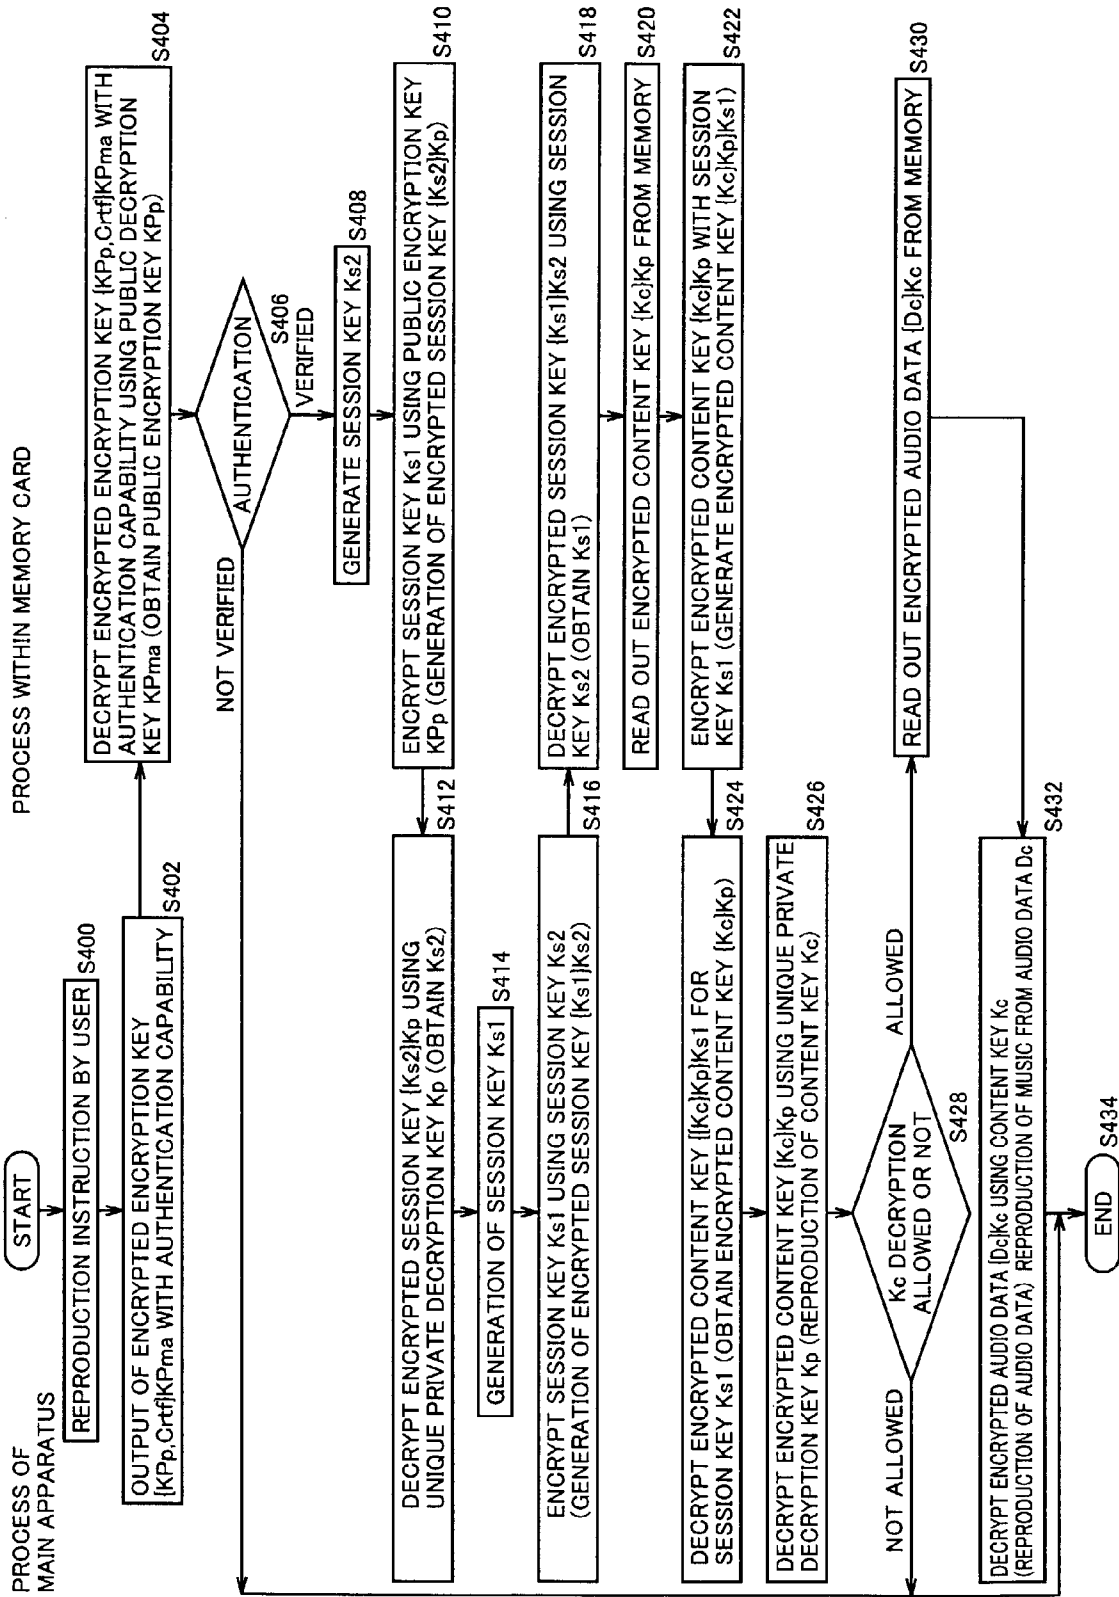 PROCESS OF
MAIN APPARATUS
PROCESS WITHIN MEMORY CARD
START
REPRODUCTION INSTRUCTION BY USER
S400
OUTPUT OF ENCRYPTED ENCRYPTION KEY
{KPp,Crtf}KPma WITH AUTHENTICATION CAPABILITY
S402
DECRYPT ENCRYPTED ENCRYPTION KEY {KPp,Crtf}KPma WITH
AUTHENTICATION CAPABILITY USING PUBLIC DECRYPTION
KEY KPma (OBTAIN PUBLIC ENCRYPTION KEY KPp)
S404
AUTHENTICATION
S406
NOT VERIFIED
VERIFIED
GENERATE SESSION KEY Ks2
S408
ENCRYPT SESSION KEY Ks1 USING PUBLIC ENCRYPTION KEY
KPp (GENERATION OF ENCRYPTED SESSION KEY {Ks2}Kp)
S410
DECRYPT ENCRYPTED SESSION KEY {Ks2}Kp USING
UNIQUE PRIVATE DECRYPTION KEY Kp (OBTAIN Ks2)
S412
GENERATION OF SESSION KEY Ks1
S414
ENCRYPT SESSION KEY Ks1 USING SESSION KEY Ks2
(GENERATION OF ENCRYPTED SESSION KEY {Ks1}Ks2)
S416
DECRYPT ENCRYPTED SESSION KEY {Ks1}Ks2 USING SESSION
KEY Ks2 (OBTAIN Ks1)
S418
READ OUT ENCRYPTED CONTENT KEY {Kc}Kp FROM MEMORY
S420
ENCRYPT ENCRYPTED CONTENT KEY {Kc}Kp WITH SESSION
KEY Ks1 (GENERATE ENCRYPTED CONTENT KEY {Kc}Kp}Ks1)
S422
DECRYPT ENCRYPTED CONTENT KEY {{Kc}Kp}Ks1 FOR
SESSION KEY Ks1 (OBTAIN ENCRYPTED CONTENT KEY {Kc}Kp)
S424
DECRYPT ENCRYPTED CONTENT KEY {Kc}Kp USING UNIQUE PRIVATE
DECRYPTION KEY Kp (REPRODUCTION OF CONTENT KEY Kc)
S426
Kc DECRYPTION
ALLOWED OR NOT
S428
NOT ALLOWED
ALLOWED
READ OUT ENCRYPTED AUDIO DATA {Dc}Kc FROM MEMORY
S430
DECRYPT ENCRYPTED AUDIO DATA {Dc}Kc USING CONTENT KEY Kc
(REPRODUCTION OF AUDIO DATA) REPRODUCTION OF MUSIC FROM AUDIO DATA Dc
S432
END
S434